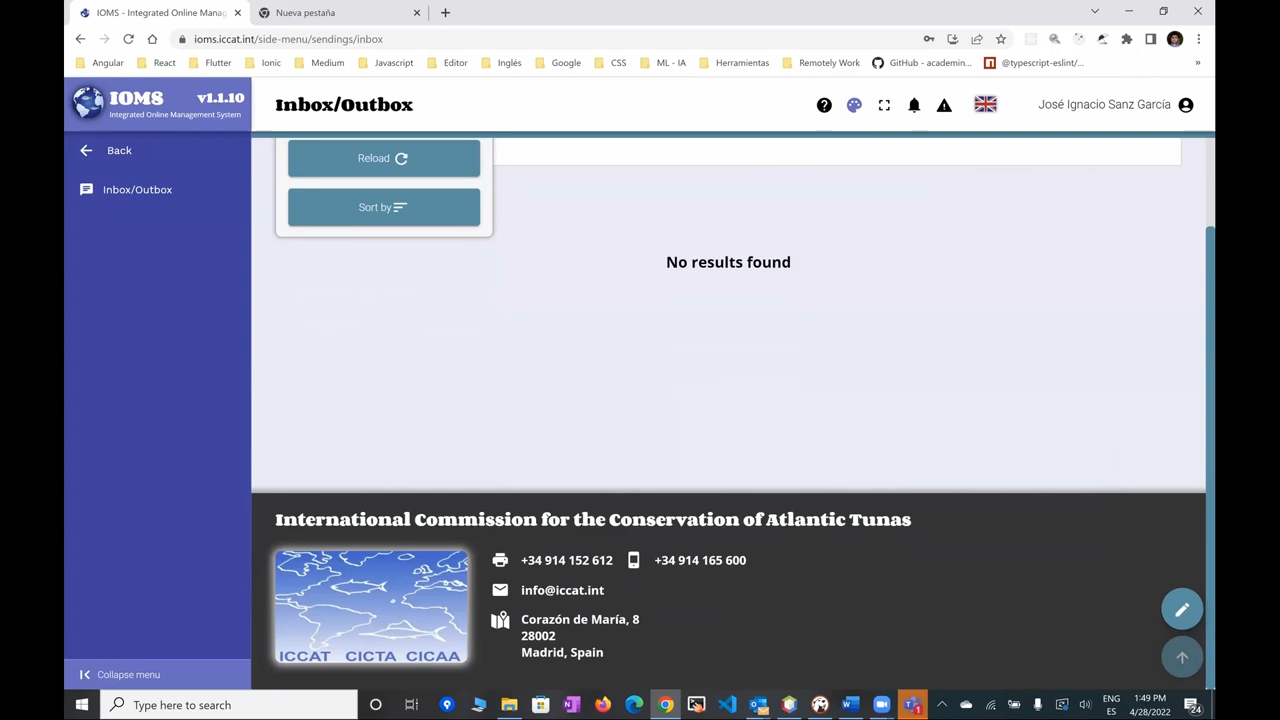 IOMS - Integrated Online Manag
Nueva pestaña
ioms.iccat.int/side-menu/sendings/inbox
Angular React Flutter Ionic Medium Javascript Editor Inglés Google CSS ML - IA Herramientas Remotely Work GitHub - academin... @typescript-eslint/... »
IOMS v1.1.10
Integrated Online Management System
Inbox/Outbox
José Ignacio Sanz García
Back
Inbox/Outbox
Reload
Sort by
No results found
International Commission for the Conservation of Atlantic Tunas
+34 914 152 612 +34 914 165 600
info@iccat.int
Corazón de María, 8
28002
Madrid, Spain
ICCAT CICTA CICAA
Collapse menu
Type here to search
ENG
ES
1:49 PM
4/28/2022
24
1